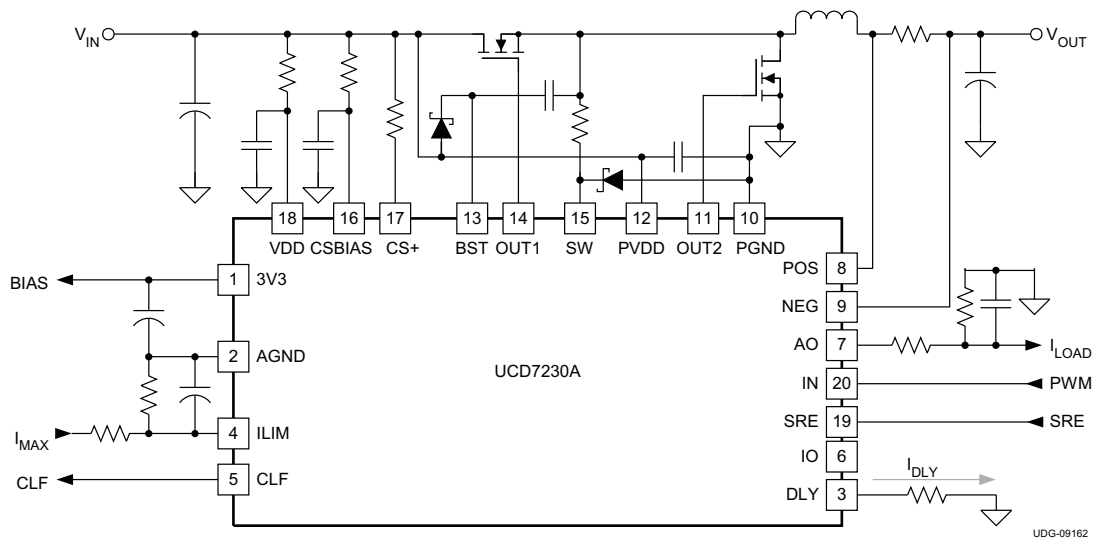 VIN
VOUT
18
16
17
13
14
15
12
11
10
VDD
CSBIAS
CS+
BST
OUT1
SW
PVDD
OUT2
PGND
BIAS
1
3V3
POS
8
NEG
9
2
AGND
UCD7230A
AO
7
ILOAD
IN
20
PWM
IMAX
4
ILIM
SRE
19
SRE
CLF
5
CLF
IO
6
IDLY
DLY
3
UDG-09162